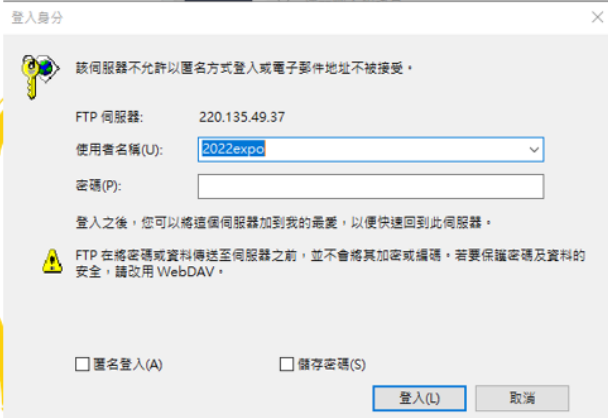 登入身分
該伺服器不允許以匿名方式登入或電子郵件地址不被接受。
FTP 伺服器: 220.135.49.37
使用者名稱(U): 2022expo
密碼(P):
登入之後，您可以將這個伺服器加到我的最愛，以便快速回到此伺服器。
FTP 在將密碼或資料傳送至伺服器之前，並不會將其加密或編碼。若要保護密碼及資料的
安全，請改用 WebDAV。
匿名登入(A) 儲存密碼(S)
登入(L) 取消